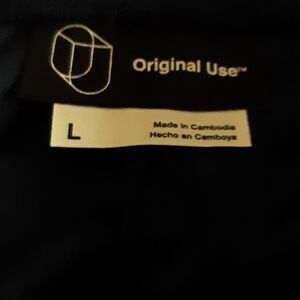 Original Use™
L
Made in Cambodia
Hecho en Camboya